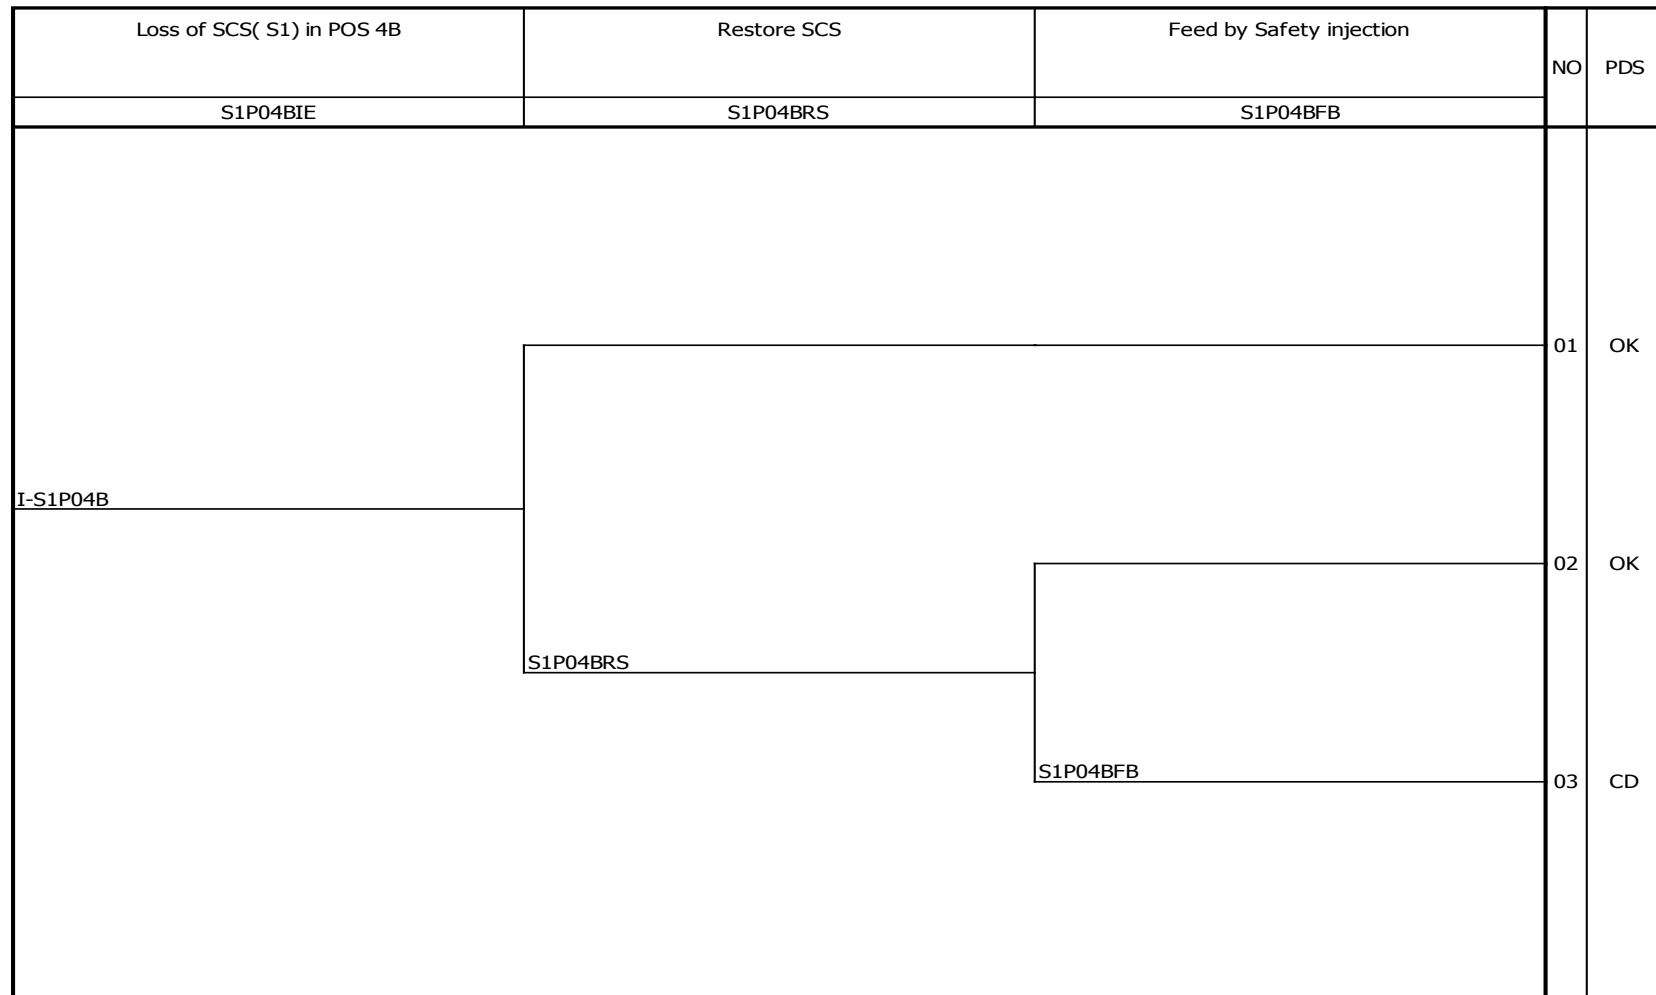 Loss of SCS( S1) in POS 4B
Restore SCS
Feed by Safety injection
NO
PDS
S1P04BIE
S1P04BRS
S1P04BFB
01
OK
I-S1P04B
02
OK
S1P04BRS
S1P04BFB
03
CD